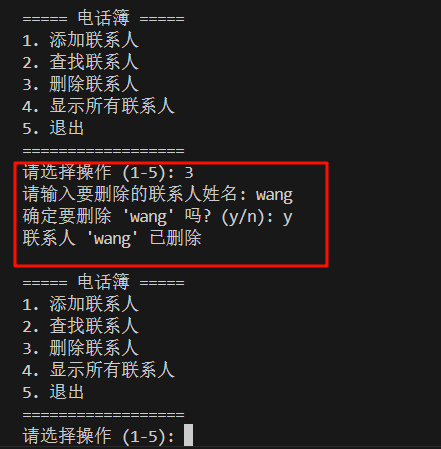 ===== 电话簿 =====
1. 添加联系人
2. 查找联系人
3. 删除联系人
4. 显示所有联系人
5. 退出
==================
请选择操作 (1-5): 3
请输入要删除的联系人姓名: wang
确定要删除 'wang' 吗? (y/n): y
联系人 'wang' 已删除
===== 电话簿 =====
1. 添加联系人
2. 查找联系人
3. 删除联系人
4. 显示所有联系人
5. 退出
==================
请选择操作 (1-5):